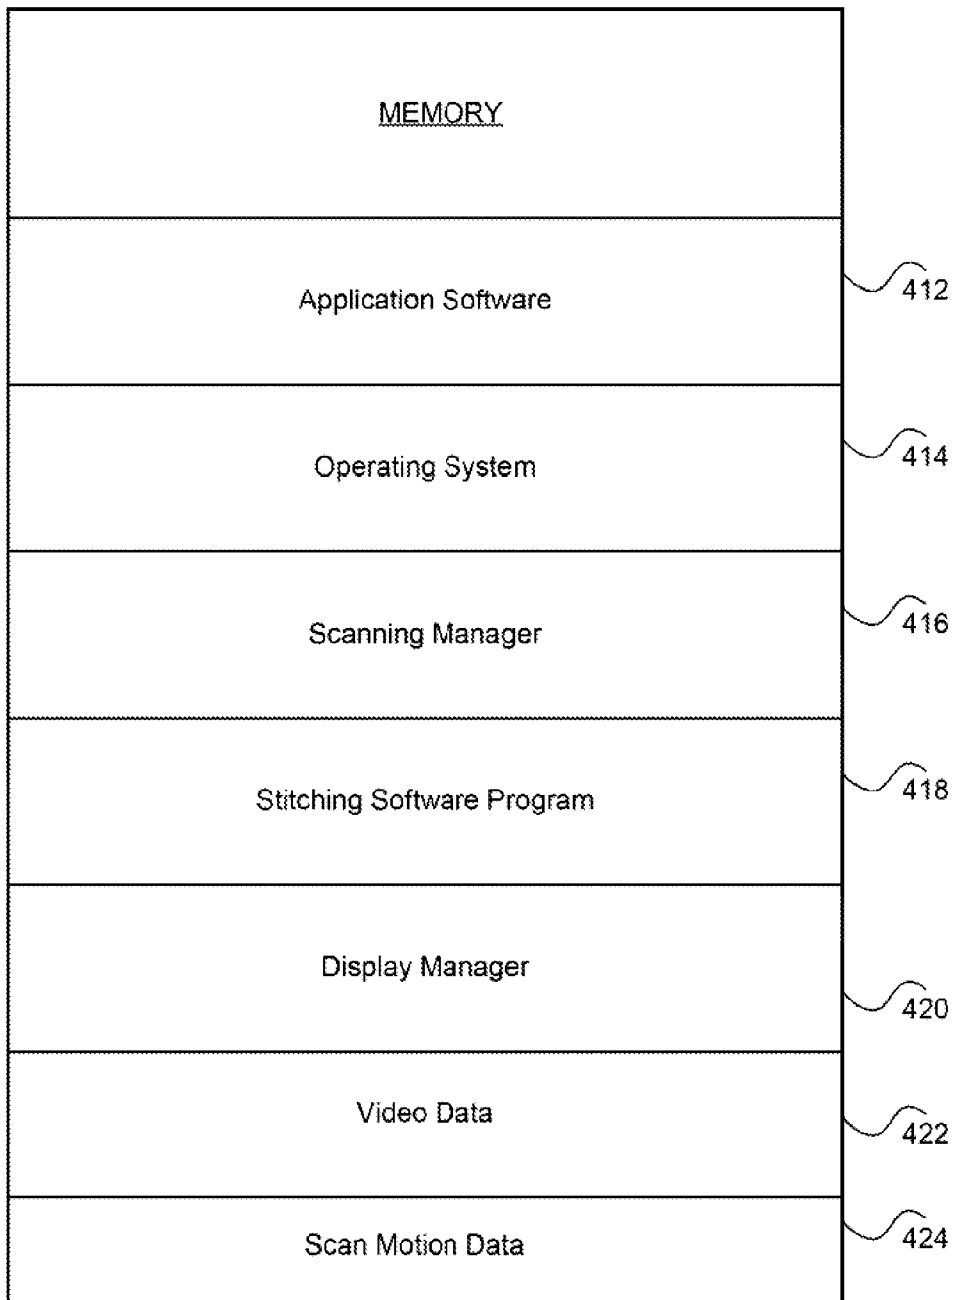 MEMORY
Application Software
412
Operating System
414
Scanning Manager
416
Stitching Software Program
418
Display Manager
420
Video Data
422
Scan Motion Data
424